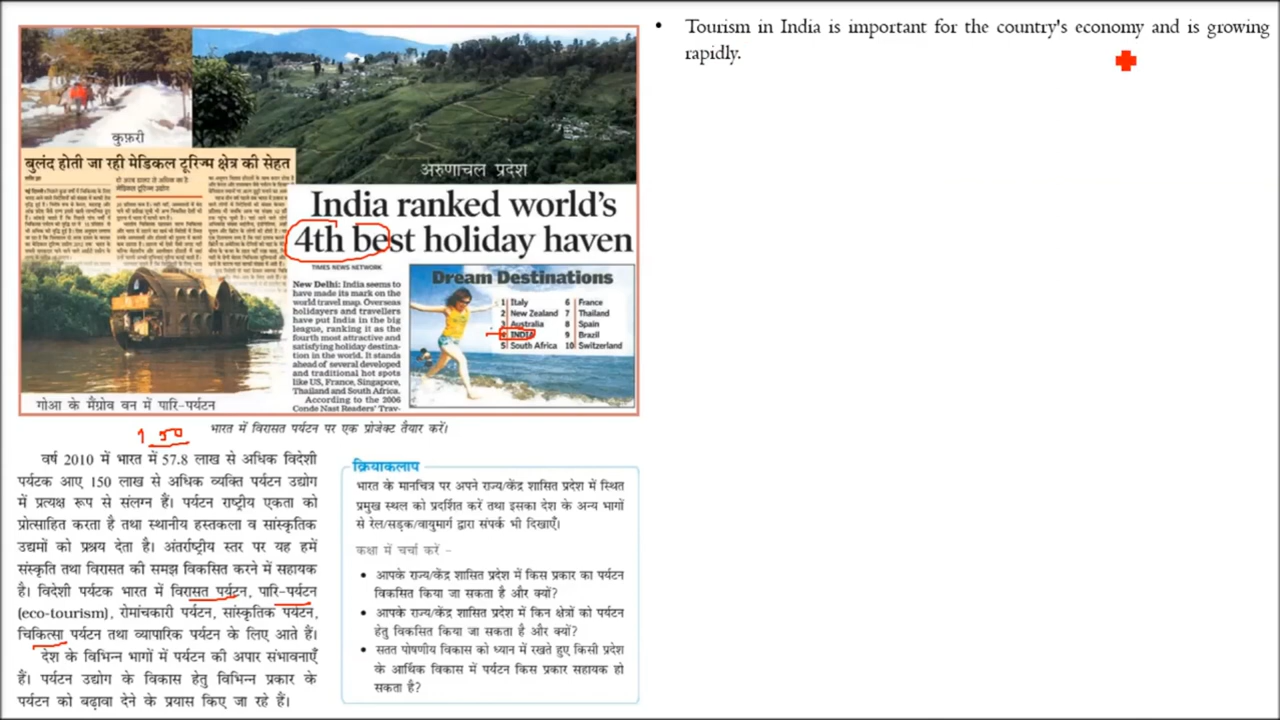 कुफ़री
अरुणाचल प्रदेश
बुलंद होती जा रही मेडिकल टूरिज्म क्षेत्र की सेहत
India ranked world's
4th best holiday haven
TIMES NEWS NETWORK
New Delhi: India seems to
have made its mark on the
world travel map. Overseas
holidayers and travellers
have put India in the big
league, ranking it as the
fourth most attractive and
satisfying holiday destina-
tion in the world. It stands
ahead of several developed
and traditional hot spots
like US, France, Singapore,
Thailand and South Africa.
According to the 2006
Conde Nast Readers' Trav-
Dream Destinations
1 Italy 6 France
2 New Zealand 7 Thailand
3 Australia 8 Spain
4 INDIA 9 Brazil
5 South Africa 10 Switzerland
गोआ के मैंग्रोव वन में पारि-पर्यटन
भारत में विरासत पर्यटन पर एक प्रोजेक्ट तैयार करें।
1 50
वर्ष 2010 में भारत में 57.8 लाख से अधिक विदेशी
पर्यटक आए 150 लाख से अधिक व्यक्ति पर्यटन उद्योग
में प्रत्यक्ष रूप से संलग्न हैं। पर्यटन राष्ट्रीय एकता को
प्रोत्साहित करता है तथा स्थानीय हस्तकला व सांस्कृतिक
उद्यमों को प्रश्रय देता है। अंतर्राष्ट्रीय स्तर पर यह हमें
संस्कृति तथा विरासत की समझ विकसित करने में सहायक
है। विदेशी पर्यटक भारत में विरासत पर्यटन, पारि-पर्यटन
(eco-tourism), रोमांचकारी पर्यटन, सांस्कृतिक पर्यटन,
चिकित्सा पर्यटन तथा व्यापारिक पर्यटन के लिए आते हैं।
देश के विभिन्न भागों में पर्यटन की अपार संभावनाएँ
हैं। पर्यटन उद्योग के विकास हेतु विभिन्न प्रकार के
पर्यटन को बढ़ावा देने के प्रयास किए जा रहे हैं।
क्रियाकलाप
भारत के मानचित्र पर अपने राज्य/केंद्र शासित प्रदेश में स्थित
प्रमुख स्थल को प्रदर्शित करें तथा इसका देश के अन्य भागों
से रेल/सड़क/वायुमार्ग द्वारा संपर्क भी दिखाएँ।
कक्षा में चर्चा करें –
• आपके राज्य/केंद्र शासित प्रदेश में किस प्रकार का पर्यटन
विकसित किया जा सकता है और क्यों?
• आपके राज्य/केंद्र शासित प्रदेश में किन क्षेत्रों को पर्यटन
हेतु विकसित किया जा सकता है और क्यों?
• सतत पोषणीय विकास को ध्यान में रखते हुए किसी प्रदेश
के आर्थिक विकास में पर्यटन किस प्रकार सहायक हो
सकता है?
• Tourism in India is important for the country's economy and is growing
rapidly.